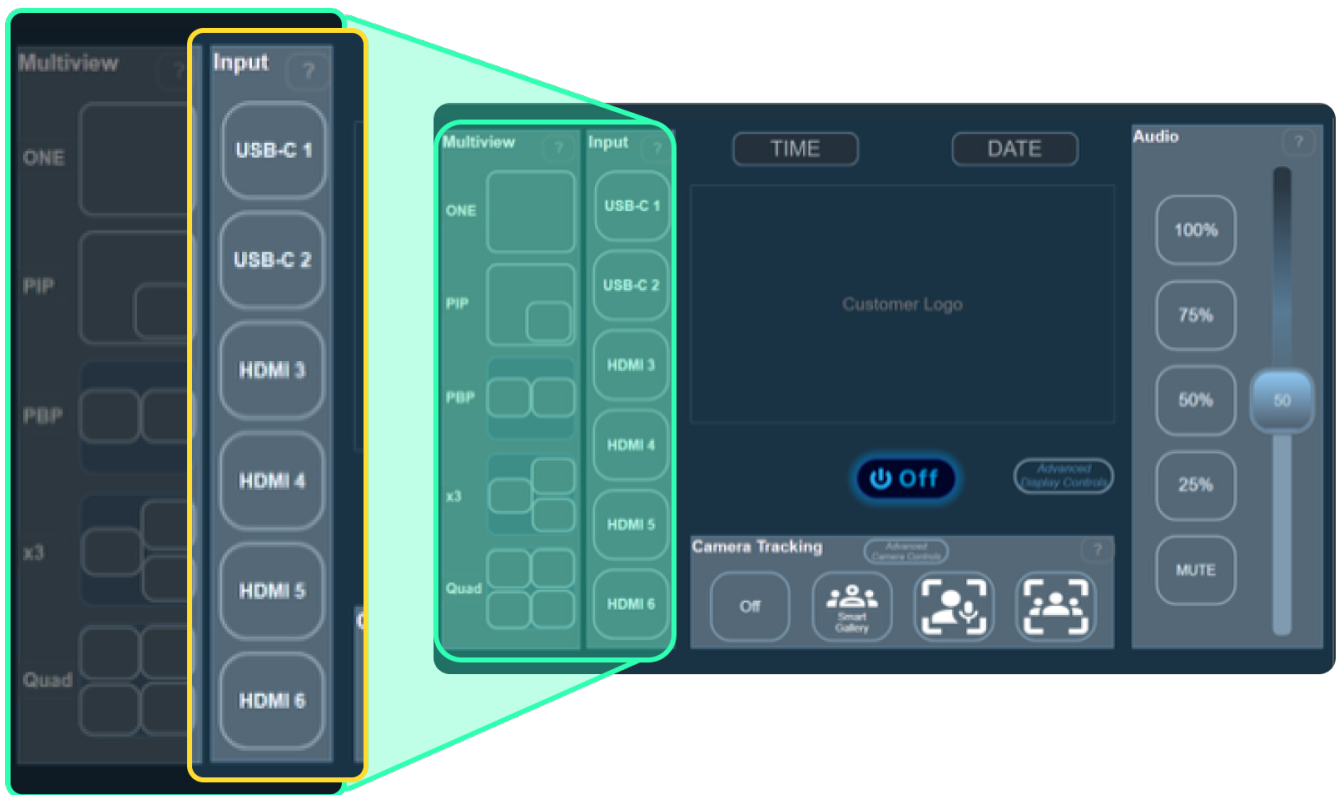 Multiview
?
ONE
PIP
PBP
x3
Quad
Input
?
USB-C 1
USB-C 2
HDMI 3
HDMI 4
HDMI 5
HDMI 6
Multiview
?
ONE
PIP
PBP
x3
Quad
Input
?
USB-C 1
USB-C 2
HDMI 3
HDMI 4
HDMI 5
HDMI 6
TIME
DATE
Customer Logo
Off
Advanced
Display Controls
Camera Tracking
Advanced
Camera Controls
?
Off
Smart
Gallery
Audio
?
100%
75%
50%
25%
MUTE
50